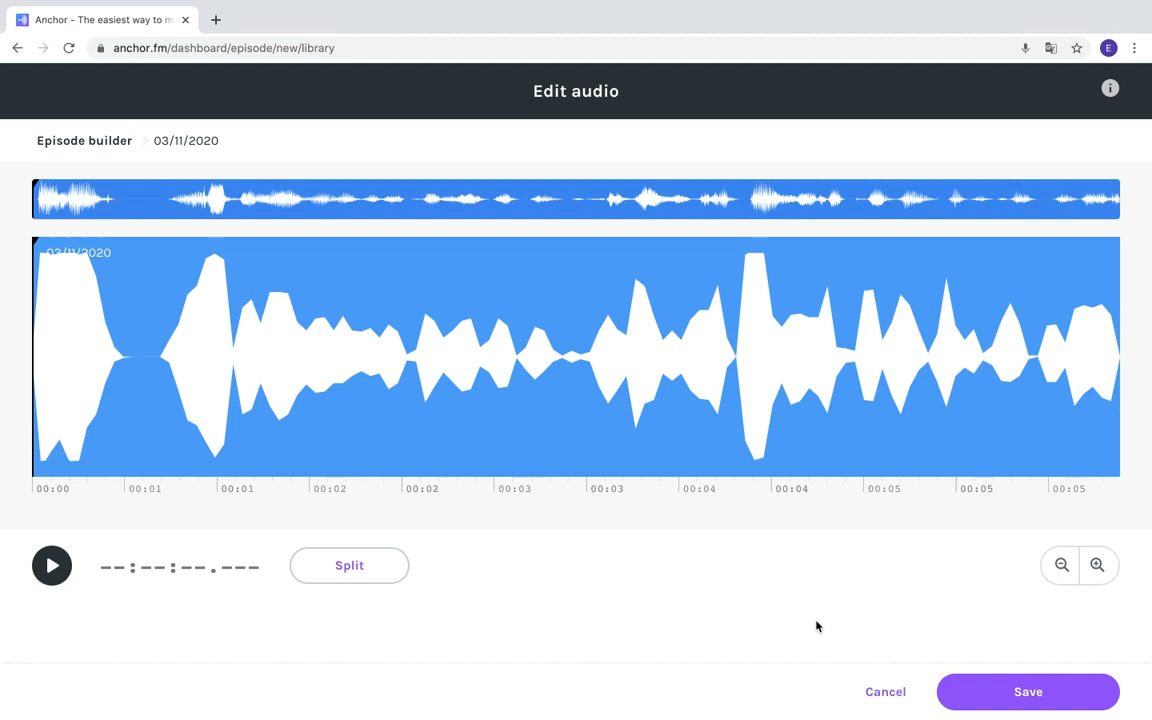 Anchor - The easiest way to m
anchor.fm/dashboard/episode/new/library
E
Edit audio
i
Episode builder
03/11/2020
03/11/2020
00:00 00:01 00:01 00:02 00:02 00:03 00:03 00:04 00:04 00:05 00:05 00:05
--:--:--.---
Split
Cancel
Save